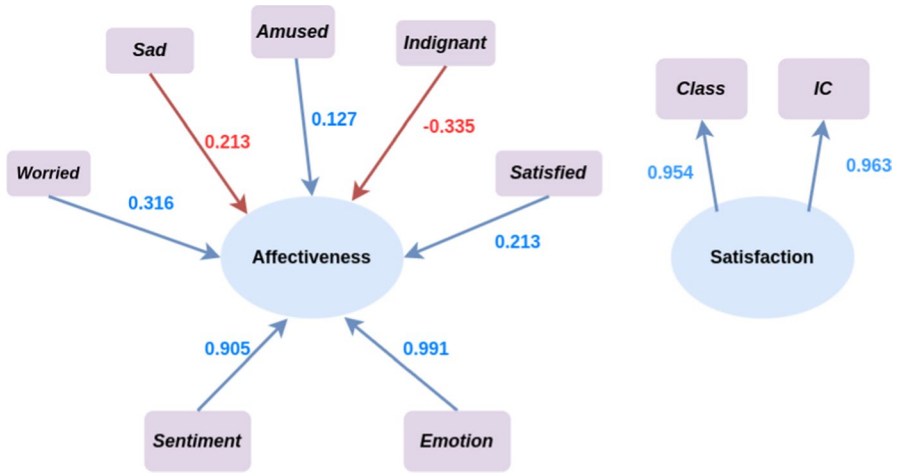 Amused
Indignant
Sad
Class
IC
0.127
-0.335
0.213
Worried
Satisfied
0.954
0.963
0.316
0.213
Affectiveness
Satisfaction
0.905
0.991
Sentiment
Emotion